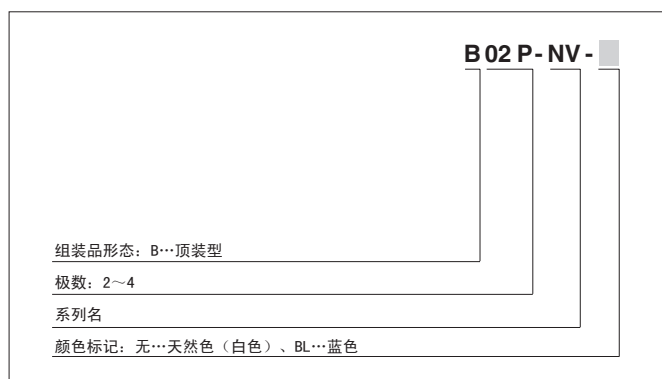 B 02 P - NV -
组装品形态：B…顶装型
极数：2～4
系列名
颜色标记：无…天然色（白色）、BL…蓝色